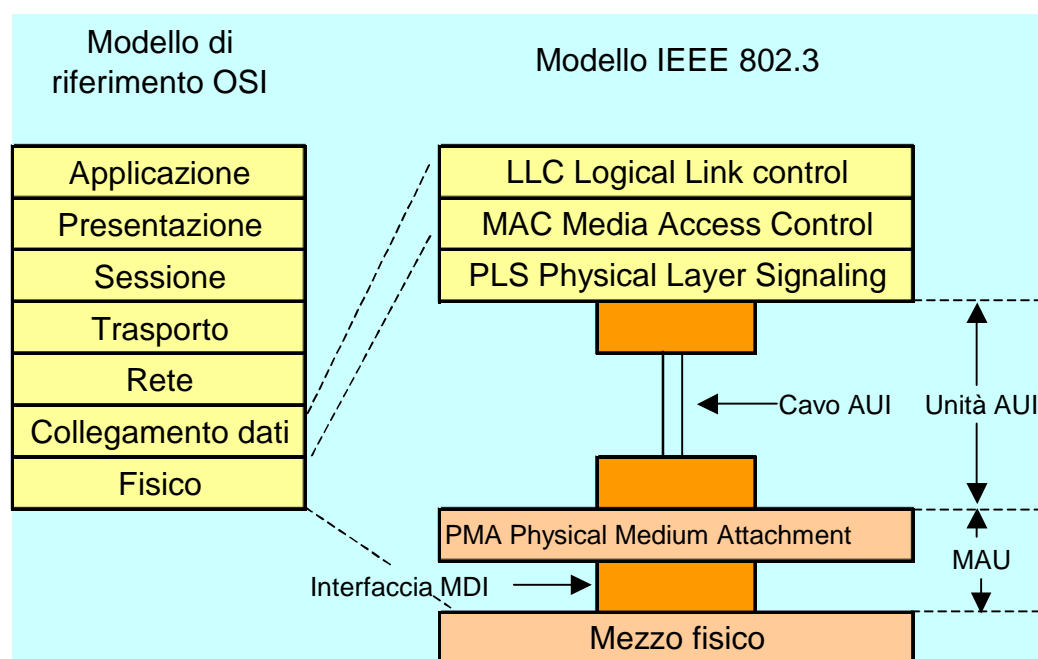 Modello di
riferimento OSI
Modello IEEE 802.3
Applicazione
Presentazione
Sessione
Trasporto
Rete
Collegamento dati
Fisico
LLC Logical Link control
MAC Media Access Control
PLS Physical Layer Signaling
Cavo AUI
Unità AUI
PMA Physical Medium Attachment
MAU
Interfaccia MDI
Mezzo fisico